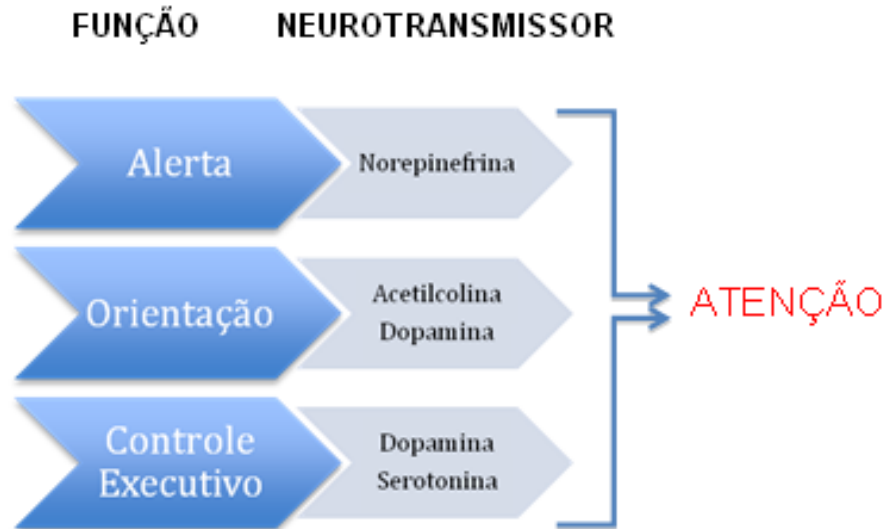 FUNÇÃO NEUROTRANSMISSOR
Alerta
Norepinefrina
Orientação
Acetilcolina
Dopamina
Controle
Executivo
Dopamina
Serotonina
ATENÇÃO